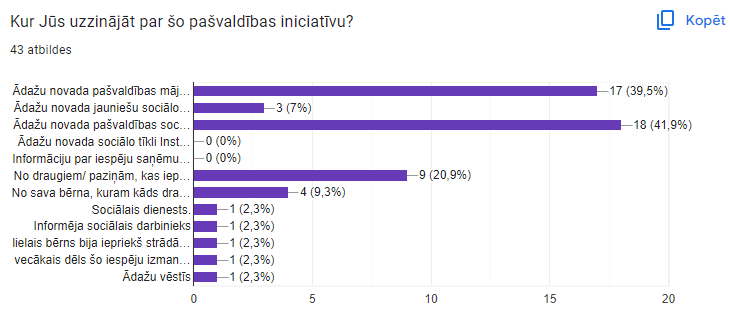 Kur Jūs uzzinājāt par šo pašvaldības iniciatīvu?
Kopēt
43 atbildes
Ādažu novada pašvaldības māj… 17 (39,5%)
Ādažu novada jauniešu sociālo… 3 (7%)
Ādažu novada pašvaldības soc… 18 (41,9%)
Ādažu novada sociālo tīkli Inst… 0 (0%)
Informāciju par iespēju saņēmu… 0 (0%)
No draugiem/ paziņām, kas iep… 9 (20,9%)
No sava bērna, kuram kāds dra… 4 (9,3%)
Sociālais dienests. 1 (2,3%)
Informēja sociālais darbinieks 1 (2,3%)
lielais bērns bija iepriekš strādā… 1 (2,3%)
vecākais dēls šo iespēju izman… 1 (2,3%)
Ādažu vēstīs 1 (2,3%)
0 5 10 15 20